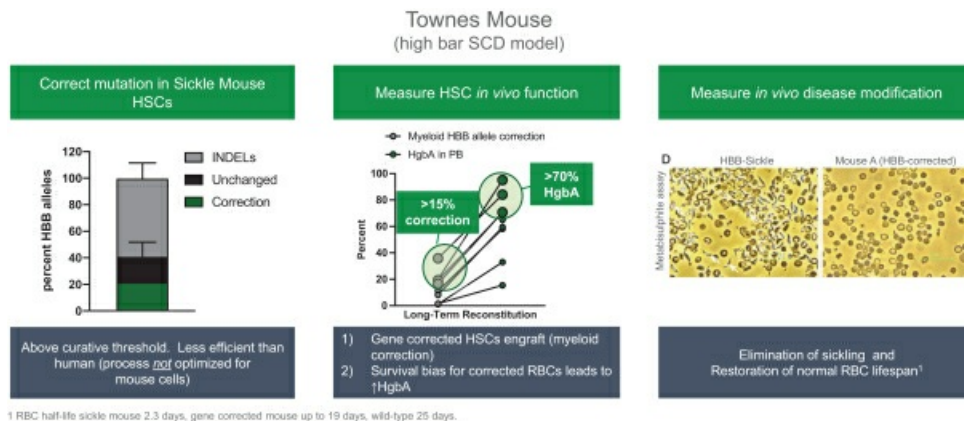 Townes Mouse
(high bar SCD model)
Correct mutation in Sickle Mouse
HSCs
percent HBB alleles
120
100
80
60
40
20
0
INDELs
Unchanged
Correction
Above curative threshold. Less efficient than
human (process not optimized for
mouse cells)
Measure HSC in vivo function
Myeloid HBB allele correction
HgbA in PB
Percent
100
80
60
40
20
0
>15%
correction
>70%
HgbA
Long-Term Reconstitution
1) Gene corrected HSCs engraft (myeloid
correction)
2) Survival bias for corrected RBCs leads to
↑HgbA
Measure in vivo disease modification
D
HBB-Sickle
Mouse A (HBB-corrected)
Metabisulphite assay
Elimination of sickling and
Restoration of normal RBC lifespan¹
1 RBC half-life sickle mouse 2.3 days, gene corrected mouse up to 19 days, wild-type 25 days.